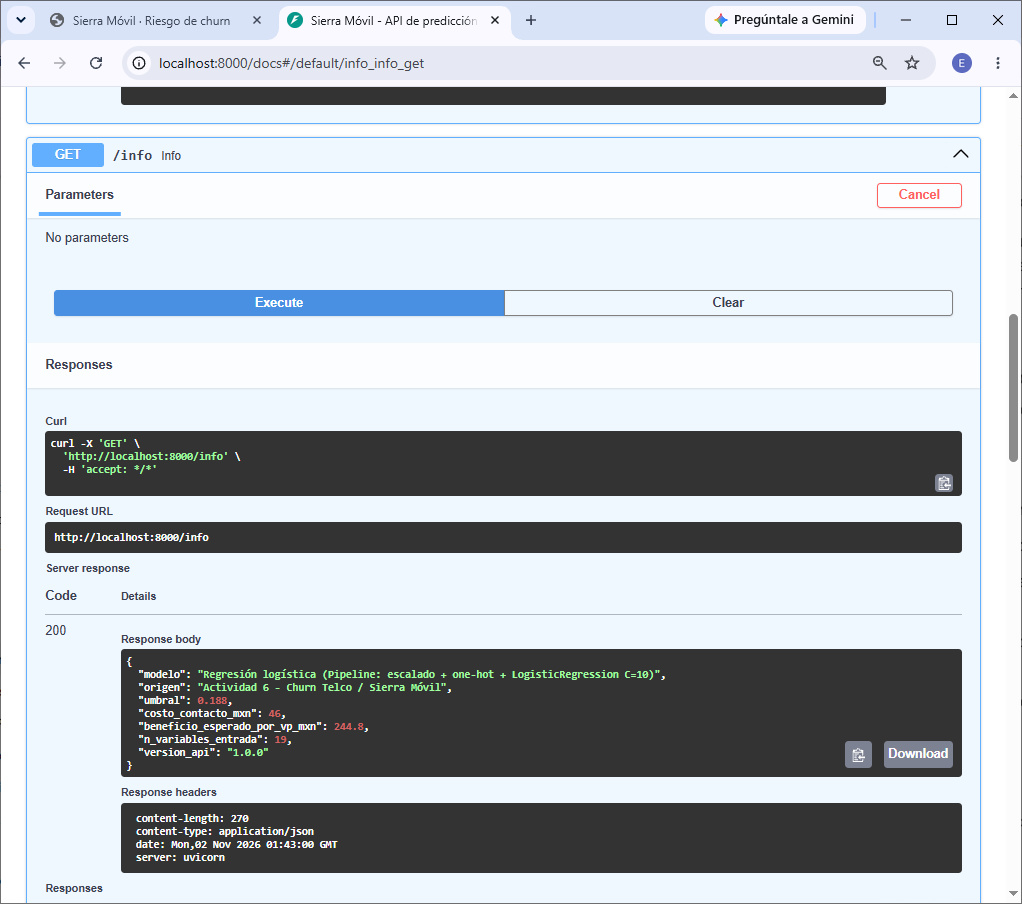 Sierra Móvil · Riesgo de churn
Sierra Móvil - API de predicción
Pregúntale a Gemini
localhost:8000/docs#/default/info_info_get
E
GET /info Info
Parameters
Cancel
No parameters
Execute
Clear
Responses
Curl
curl -X 'GET' \
'http://localhost:8000/info' \
-H 'accept: */*'
Request URL
http://localhost:8000/info
Server response
Code Details
200
Response body
{
"modelo": "Regresión logística (Pipeline: escalado + one-hot + LogisticRegression C=10)",
"origen": "Actividad 6 - Churn Telco / Sierra Móvil",
"umbral": 0.188,
"costo_contacto_mxn": 46,
"beneficio_esperado_por_vp_mxn": 244.8,
"n_variables_entrada": 19,
"version_api": "1.0.0"
}
Download
Response headers
content-length: 270
content-type: application/json
date: Mon,02 Nov 2026 01:43:00 GMT
server: uvicorn
Responses